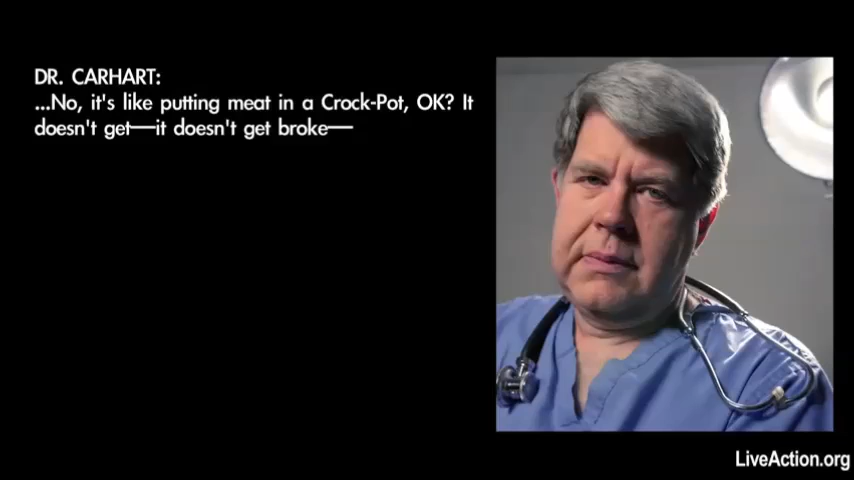 DR. CARHART:
...No, it's like putting meat in a Crock-Pot, OK? It
doesn't get—it doesn't get broke—
LiveAction.org